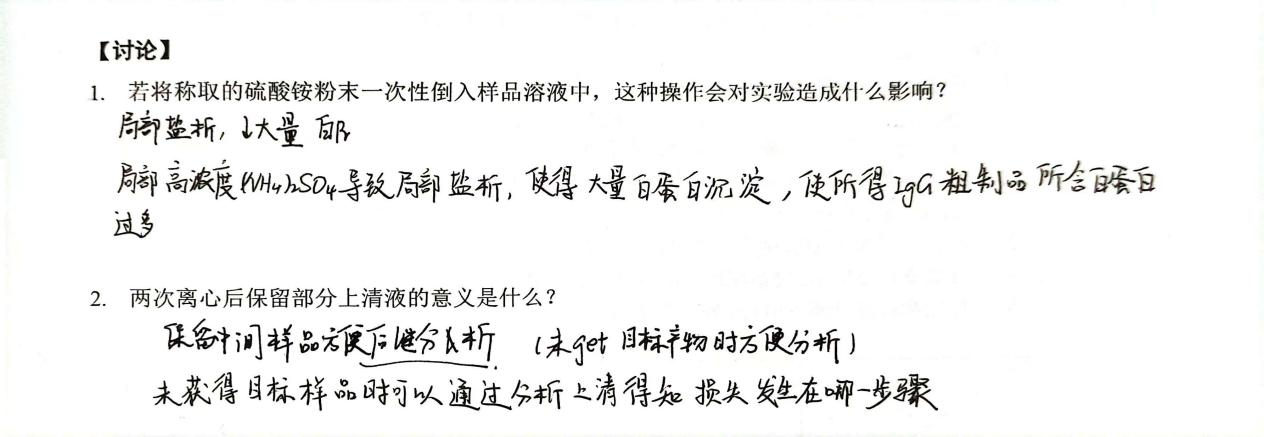 【讨论】
1. 若将称取的硫酸铵粉末一次性倒入样品溶液中，这种操作会对实验造成什么影响？
局部盐析，↓大量 白
局部高浓度(NH₄)₂SO₄导致局部盐析，使得大量白蛋白沉淀，使所得IgG粗制品所含白蛋白
过多
2. 两次离心后保留部分上清液的意义是什么？
保留中间样品方便后继分析 (未get目标产物时方便分析)
未获得目标样品时可以通过分析上清得知损失发生在哪一步骤